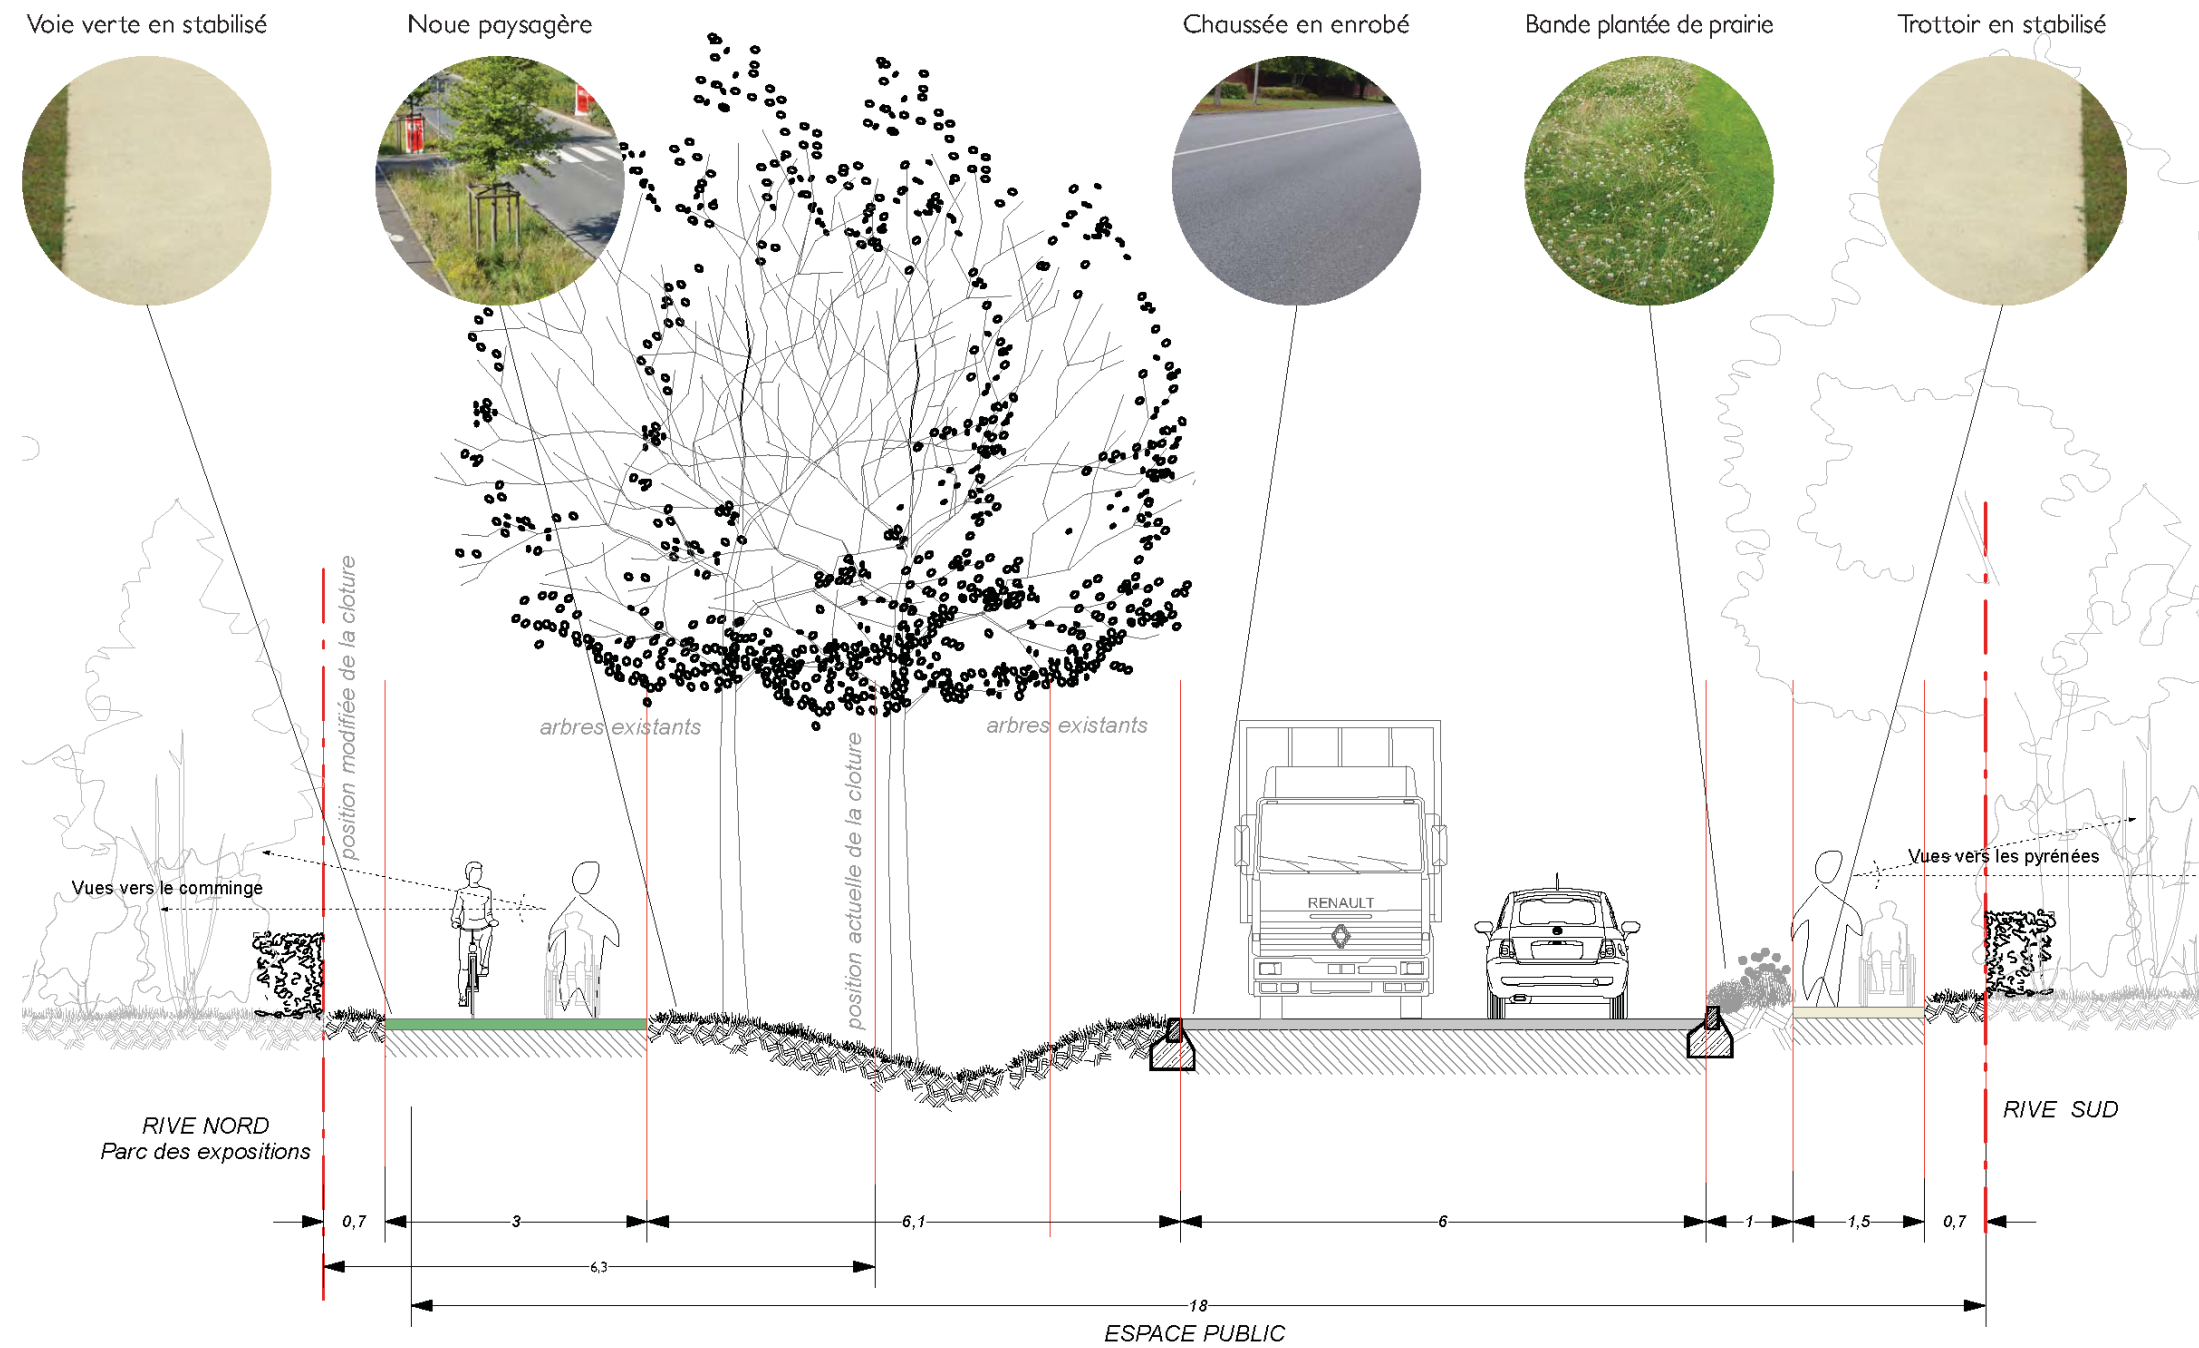 Voie verte en stabilisé
Noue paysagère
Chaussée en enrobé
Bande plantée de prairie
Trottoir en stabilisé
position modifiée de la cloture
arbres existants
position actuelle de la cloture
arbres existants
Vues vers le comminge
RENAULT
Vues vers les pyrénées
RIVE NORD
Parc des expositions
RIVE SUD
0,7
3
6,1
6
1
1,5
0,7
6,3
18
ESPACE PUBLIC